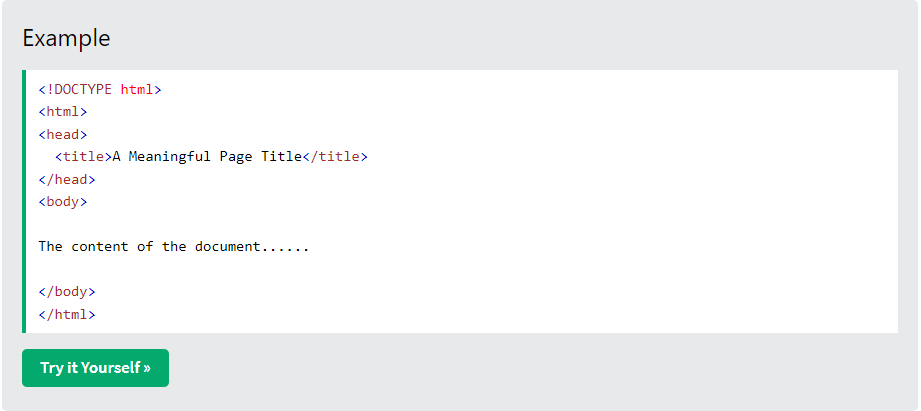 Example
<!DOCTYPE html>
<html>
<head>
  <title>A Meaningful Page Title</title>
</head>
<body>
The content of the document......
</body>
</html>
Try it Yourself »